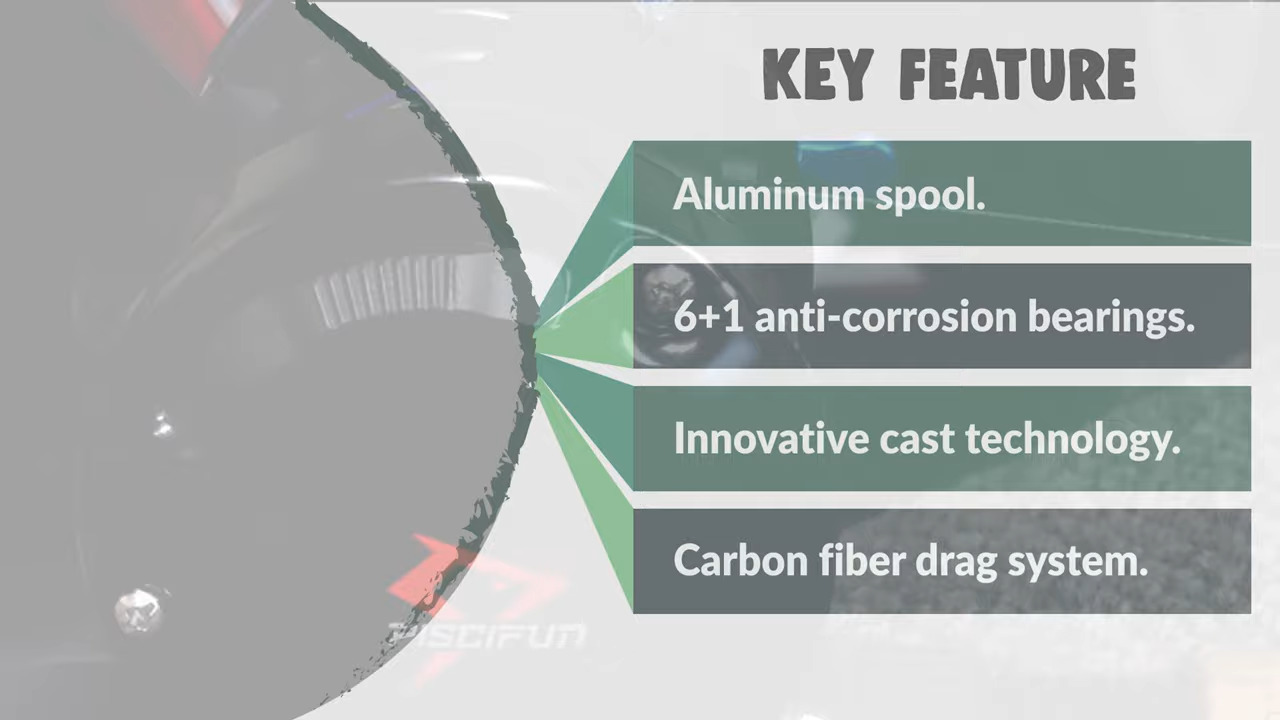 KEY FEATURE
Aluminum spool.
6+1 anti-corrosion bearings.
Innovative cast technology.
Carbon fiber drag system.
PISCIFUN